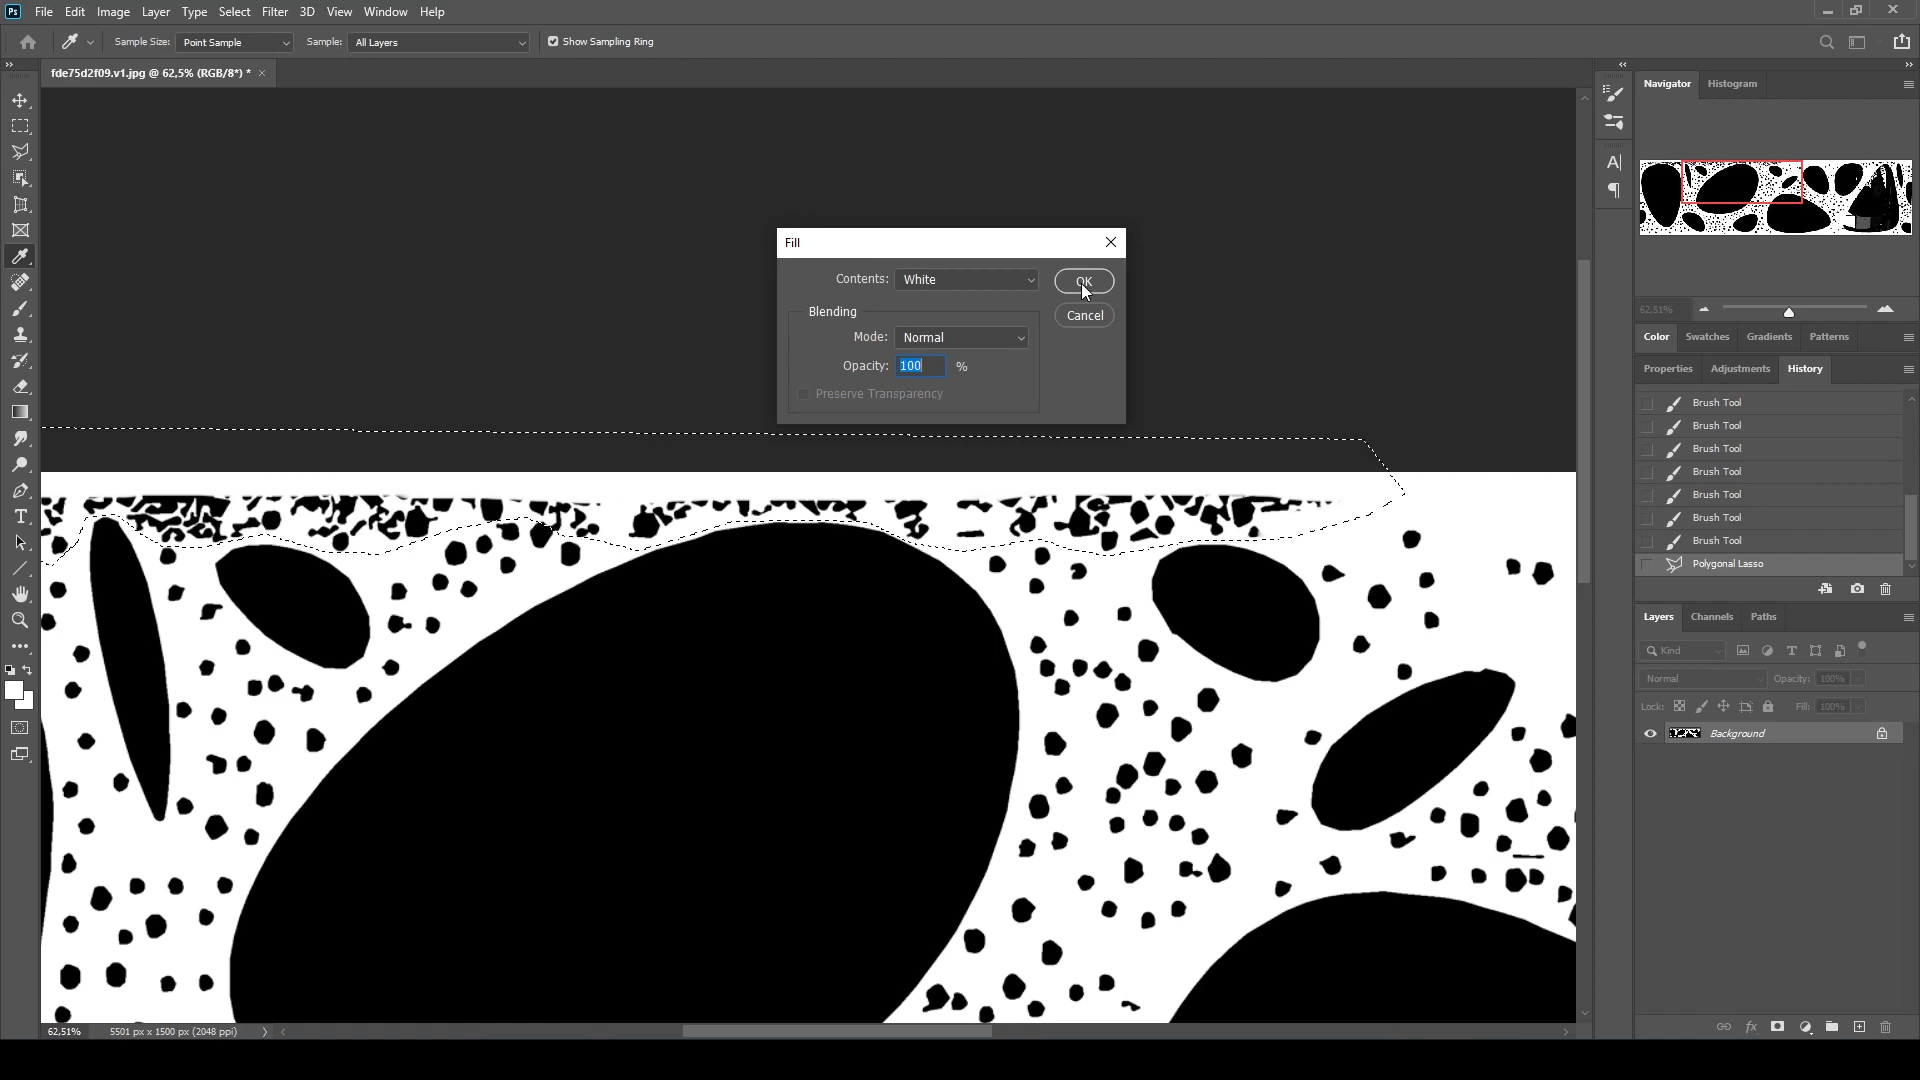 Ps File Edit Image Layer Type Select Filter 3D View Window Help
Sample Size: Point Sample Sample: All Layers Show Sampling Ring
fde75d2f09.v1.jpg @ 62,5% (RGB/8*) *
Navigator Histogram
Fill
Contents: White OK
Blending
Cancel
Mode: Normal
Opacity: 100 %
Preserve Transparency
62,51%
Color Swatches Gradients Patterns
Properties Adjustments History
Brush Tool
Brush Tool
Brush Tool
Brush Tool
Brush Tool
Brush Tool
Brush Tool
Polygonal Lasso
Layers Channels Paths
Kind
Normal Opacity: 100%
Lock: Fill: 100%
Background
62,51% 5501 px x 1500 px (2048 ppi)